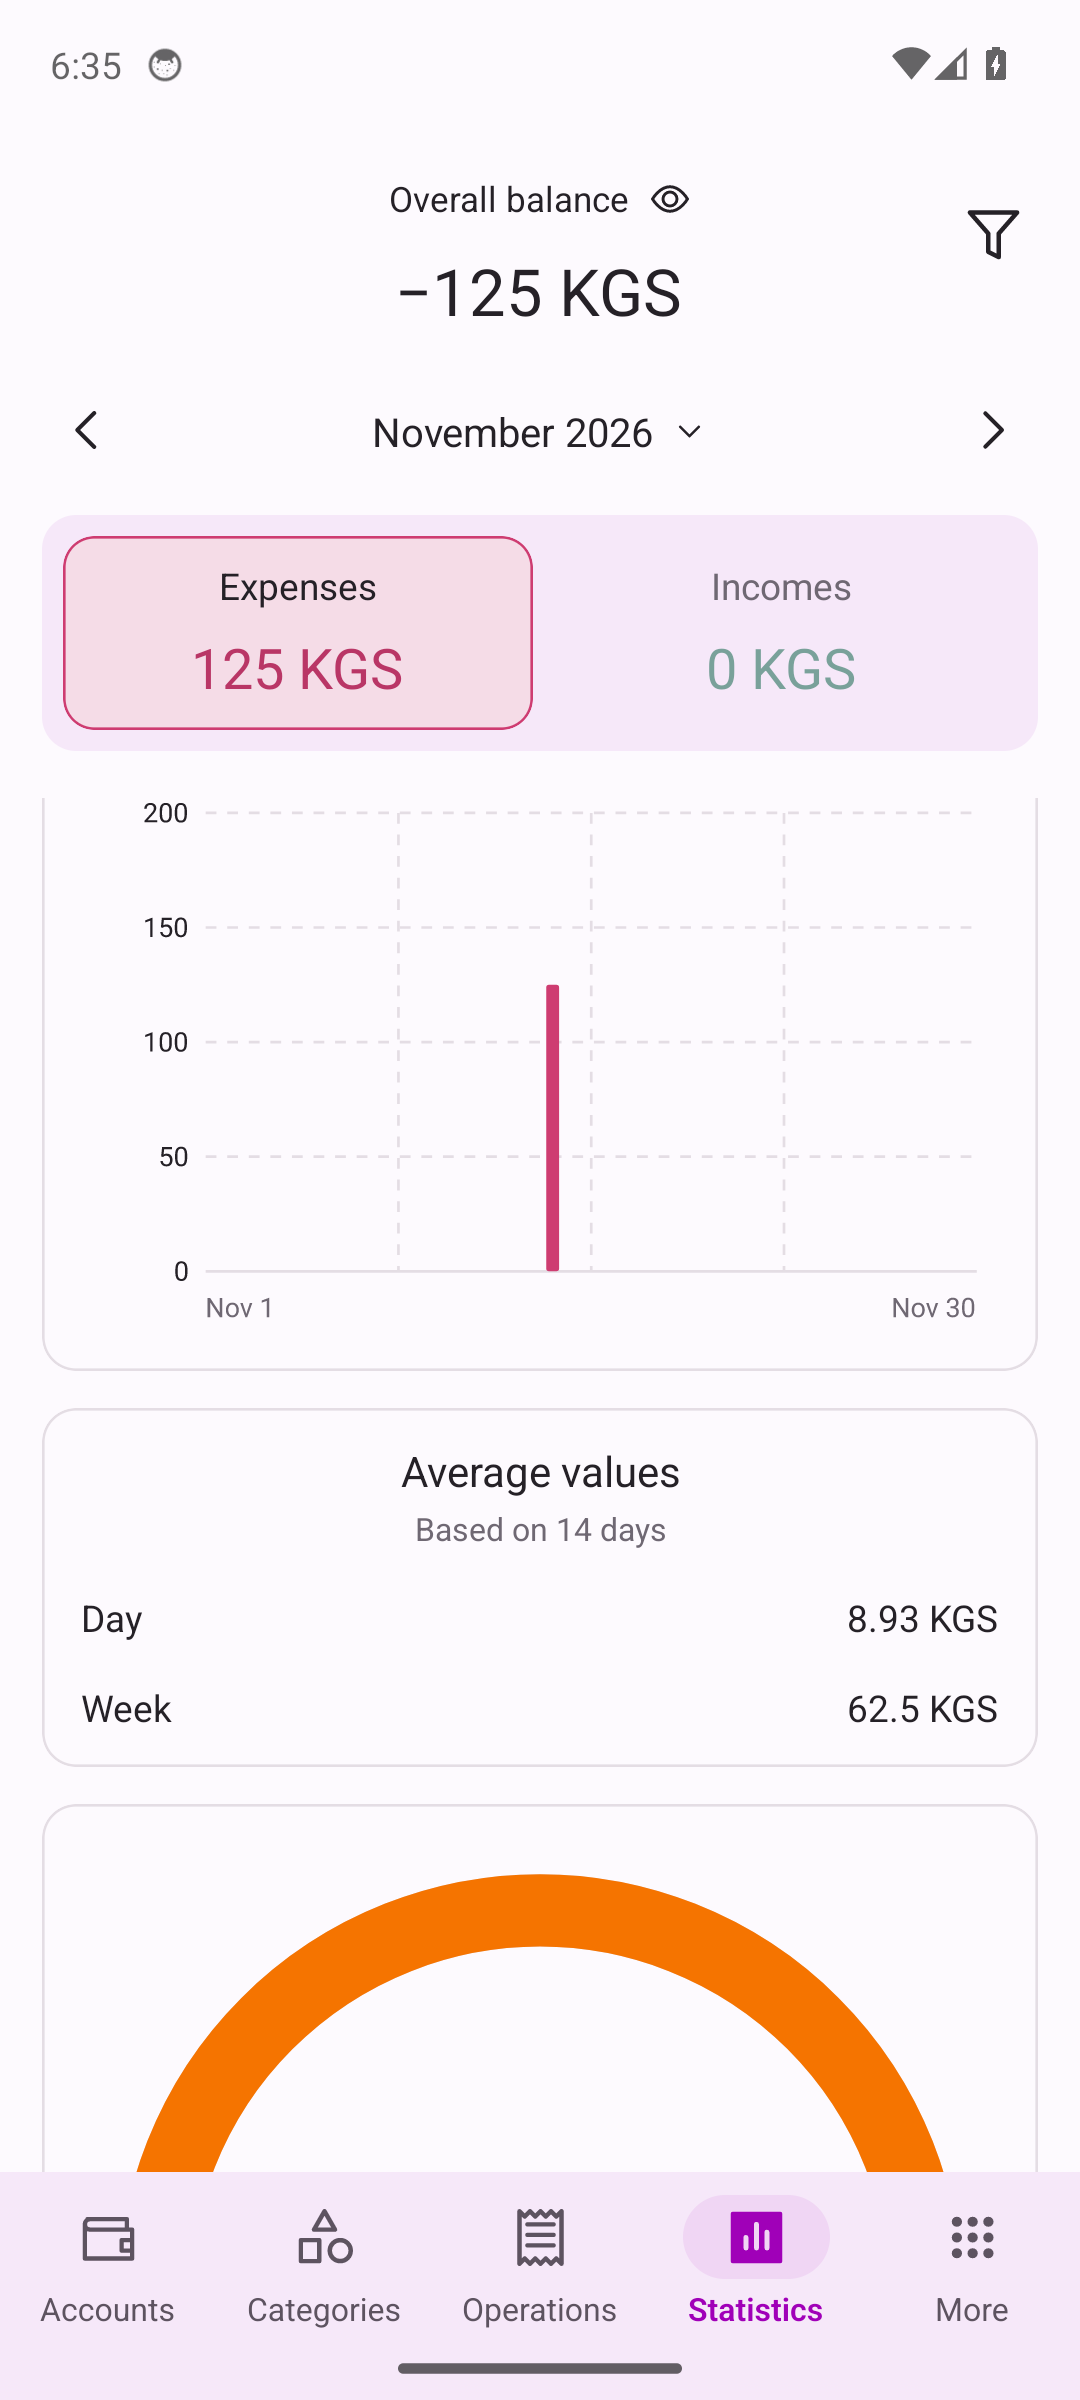 6:35
Overall balance
−125 KGS
November 2026
Expenses
Incomes
125 KGS
0 KGS
200
150
100
50
0
Nov 1
Nov 30
Average values
Based on 14 days
Day
8.93 KGS
Week
62.5 KGS
Accounts
Categories
Operations
Statistics
More